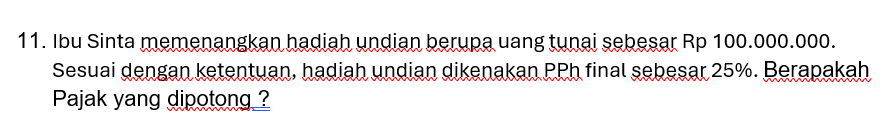 11. Ibu Sinta memenangkan hadiah undian berupa uang tunai sebesar Rp 100.000.000.
Sesuai dengan ketentuan, hadiah undian dikenakan PPh final sebesar 25%. Berapakah
Pajak yang dipotong ?